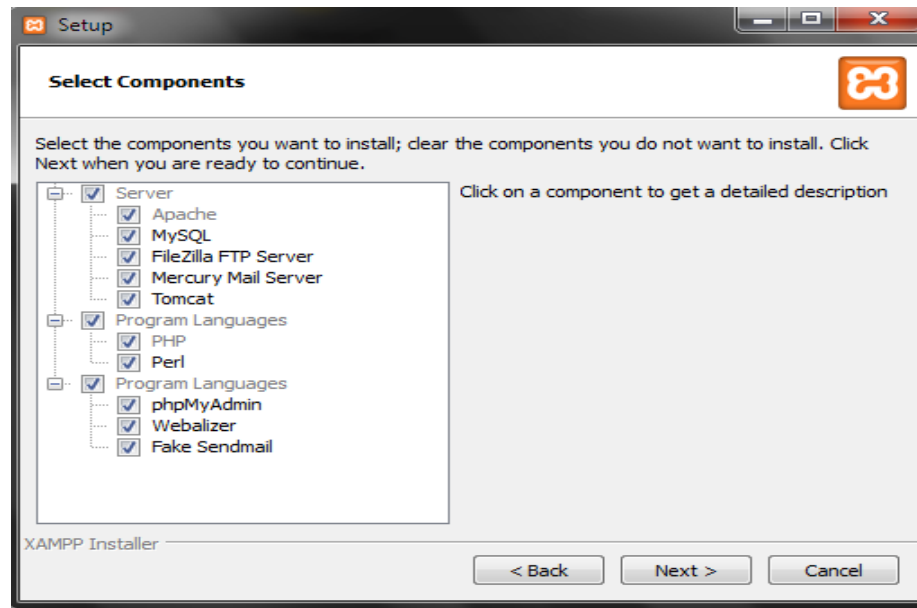 Setup
Select Components
Select the components you want to install; clear the components you do not want to install. Click
Next when you are ready to continue.
Server
Apache
MySQL
FileZilla FTP Server
Mercury Mail Server
Tomcat
Program Languages
PHP
Perl
Program Languages
phpMyAdmin
Webalizer
Fake Sendmail
Click on a component to get a detailed description
XAMPP Installer
< Back
Next >
Cancel